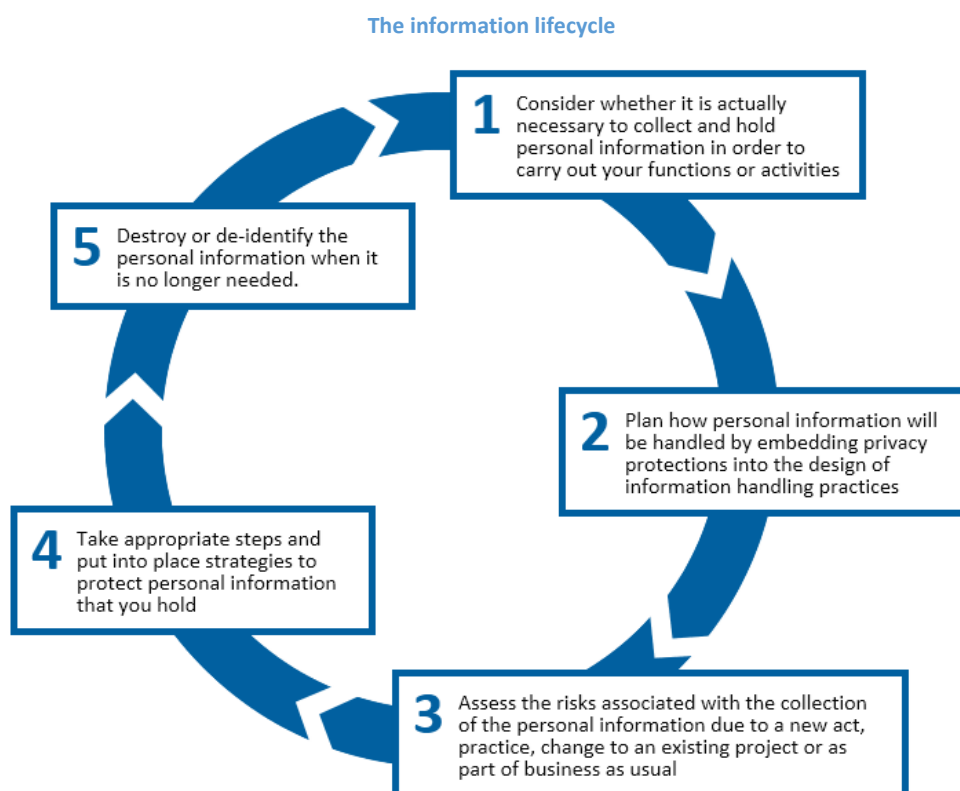 The information lifecycle
1
Consider whether it is actually
necessary to collect and hold
personal information in order to
carry out your functions or activities
2
Plan how personal information will
be handled by embedding privacy
protections into the design of
information handling practices
3
Assess the risks associated with the collection
of the personal information due to a new act,
practice, change to an existing project or as
part of business as usual
4
Take appropriate steps and
put into place strategies to
protect personal information
that you hold
5
Destroy or de-identify the
personal information when it
is no longer needed.